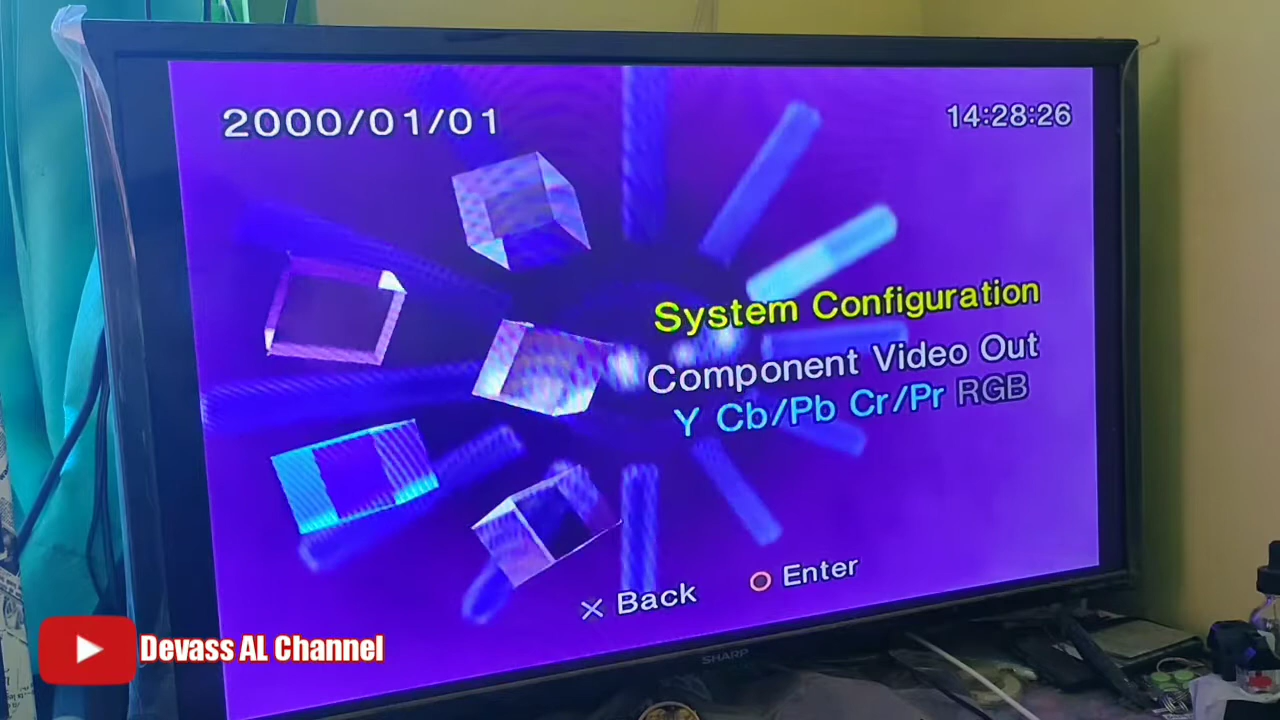 2000/01/01
14:28:26
System Configuration
Component Video Out
Y Cb/Pb Cr/Pr RGB
Back
Enter
Devass AL Channel
SHARP